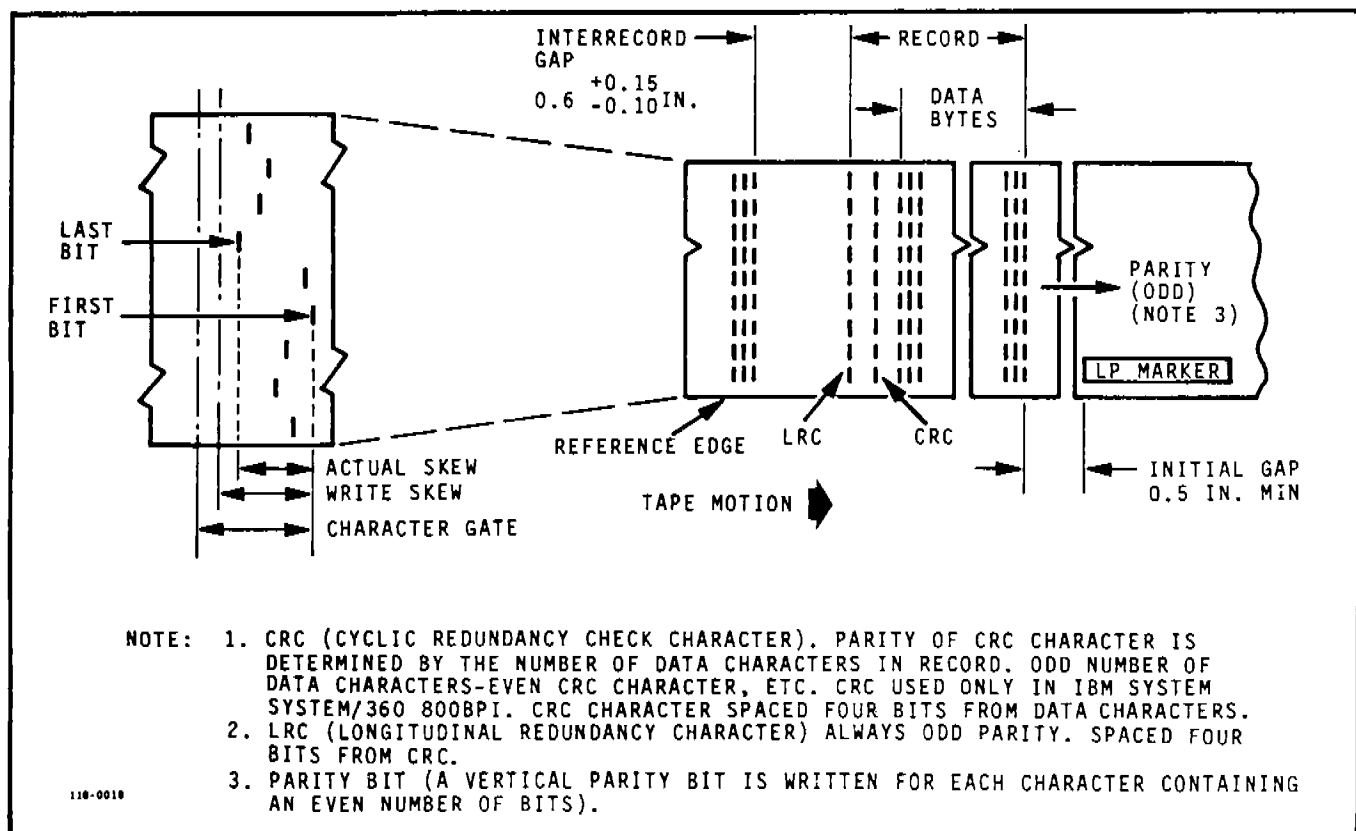 INTERRECORD
GAP
0.6 +0.15 -0.10 IN.
RECORD
DATA
BYTES
LAST
BIT
FIRST
BIT
PARITY
(ODD)
(NOTE 3)
LP MARKER
REFERENCE EDGE
LRC
CRC
ACTUAL SKEW
WRITE SKEW
CHARACTER GATE
TAPE MOTION
INITIAL GAP
0.5 IN. MIN
NOTE: 1. CRC (CYCLIC REDUNDANCY CHECK CHARACTER). PARITY OF CRC CHARACTER IS
DETERMINED BY THE NUMBER OF DATA CHARACTERS IN RECORD. ODD NUMBER OF
DATA CHARACTERS-EVEN CRC CHARACTER, ETC. CRC USED ONLY IN IBM SYSTEM
SYSTEM/360 800BPI. CRC CHARACTER SPACED FOUR BITS FROM DATA CHARACTERS.
2. LRC (LONGITUDINAL REDUNDANCY CHARACTER) ALWAYS ODD PARITY. SPACED FOUR
BITS FROM CRC.
3. PARITY BIT (A VERTICAL PARITY BIT IS WRITTEN FOR EACH CHARACTER CONTAINING
AN EVEN NUMBER OF BITS).
118-0018